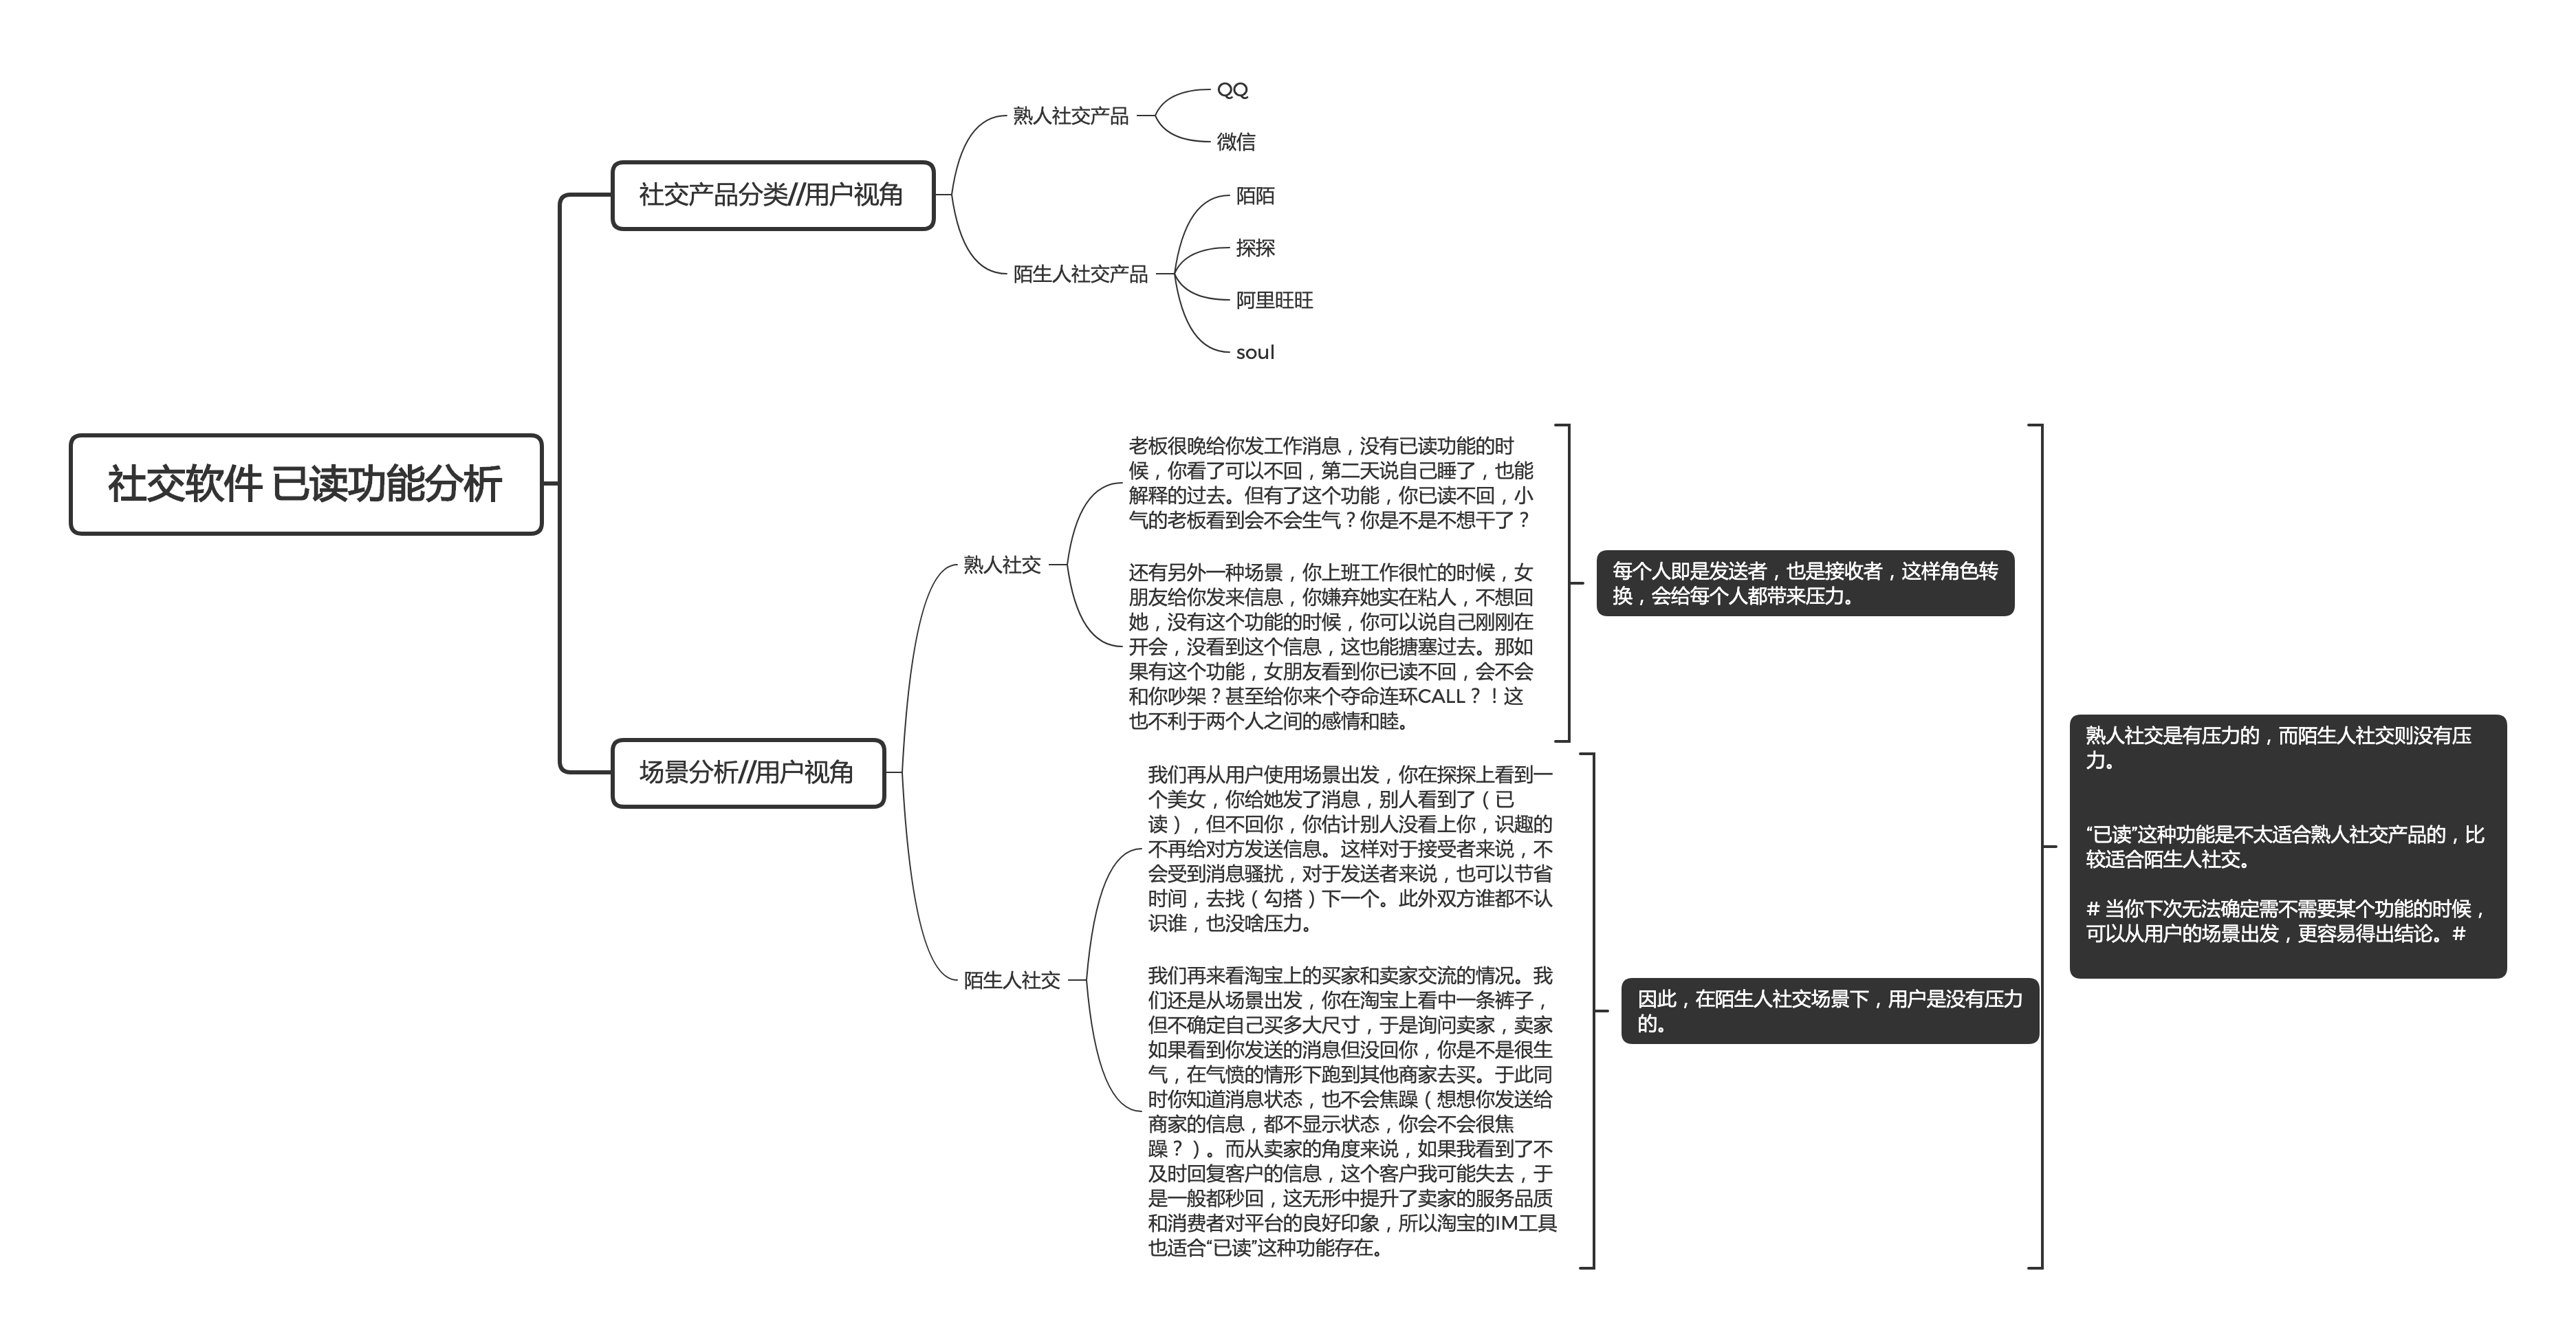 社交软件 已读功能分析
社交产品分类//用户视角
熟人社交产品
QQ
微信
陌生人社交产品
陌陌
探探
阿里旺旺
soul
场景分析//用户视角
熟人社交
老板很晚给你发工作消息，没有已读功能的时
候，你看了可以不回，第二天说自己睡了，也能
解释的过去。但有了这个功能，你已读不回，小
气的老板看到会不会生气？你是不是不想干了？
还有另外一种场景，你上班工作很忙的时候，女
朋友给你发来信息，你嫌弃她实在粘人，不想回
她，没有这个功能的时候，你可以说自己刚刚在
开会，没看到这个信息，这也能搪塞过去。那如
果有这个功能，女朋友看到你已读不回，会不会
和你吵架？甚至给你来个夺命连环CALL？！这
也不利于两个人之间的感情和睦。
每个人即是发送者，也是接收者，这样角色转
换，会给每个人都带来压力。
陌生人社交
我们再从用户使用场景出发，你在探探上看到一
个美女，你给她发了消息，别人看到了（已
读），但不回你，你估计别人没看上你，识趣的
不再给对方发送信息。这样对于接受者来说，不
会受到消息骚扰，对于发送者来说，也可以节省
时间，去找（勾搭）下一个。此外双方谁都不认
识谁，也没啥压力。
我们再来看淘宝上的买家和卖家交流的情况。我
们还是从场景出发，你在淘宝上看中一条裤子，
但不确定自己买多大尺寸，于是询问卖家，卖家
如果看到你发送的消息但没回你，你是不是很生
气，在气愤的情形下跑到其他商家去买。于此同
时你知道消息状态，也不会焦躁（想想你发送给
商家的信息，都不显示状态，你会不会很焦
躁？）。而从卖家的角度来说，如果我看到了不
及时回复客户的信息，这个客户我可能失去，于
是一般都秒回，这无形中提升了卖家的服务品质
和消费者对平台的良好印象，所以淘宝的IM工具
也适合“已读”这种功能存在。
因此，在陌生人社交场景下，用户是没有压力
的。
熟人社交是有压力的，而陌生人社交则没有压
力。
“已读”这种功能是不太适合熟人社交产品的，比
较适合陌生人社交。
# 当你下次无法确定需不需要某个功能的时候，
可以从用户的场景出发，更容易得出结论。#